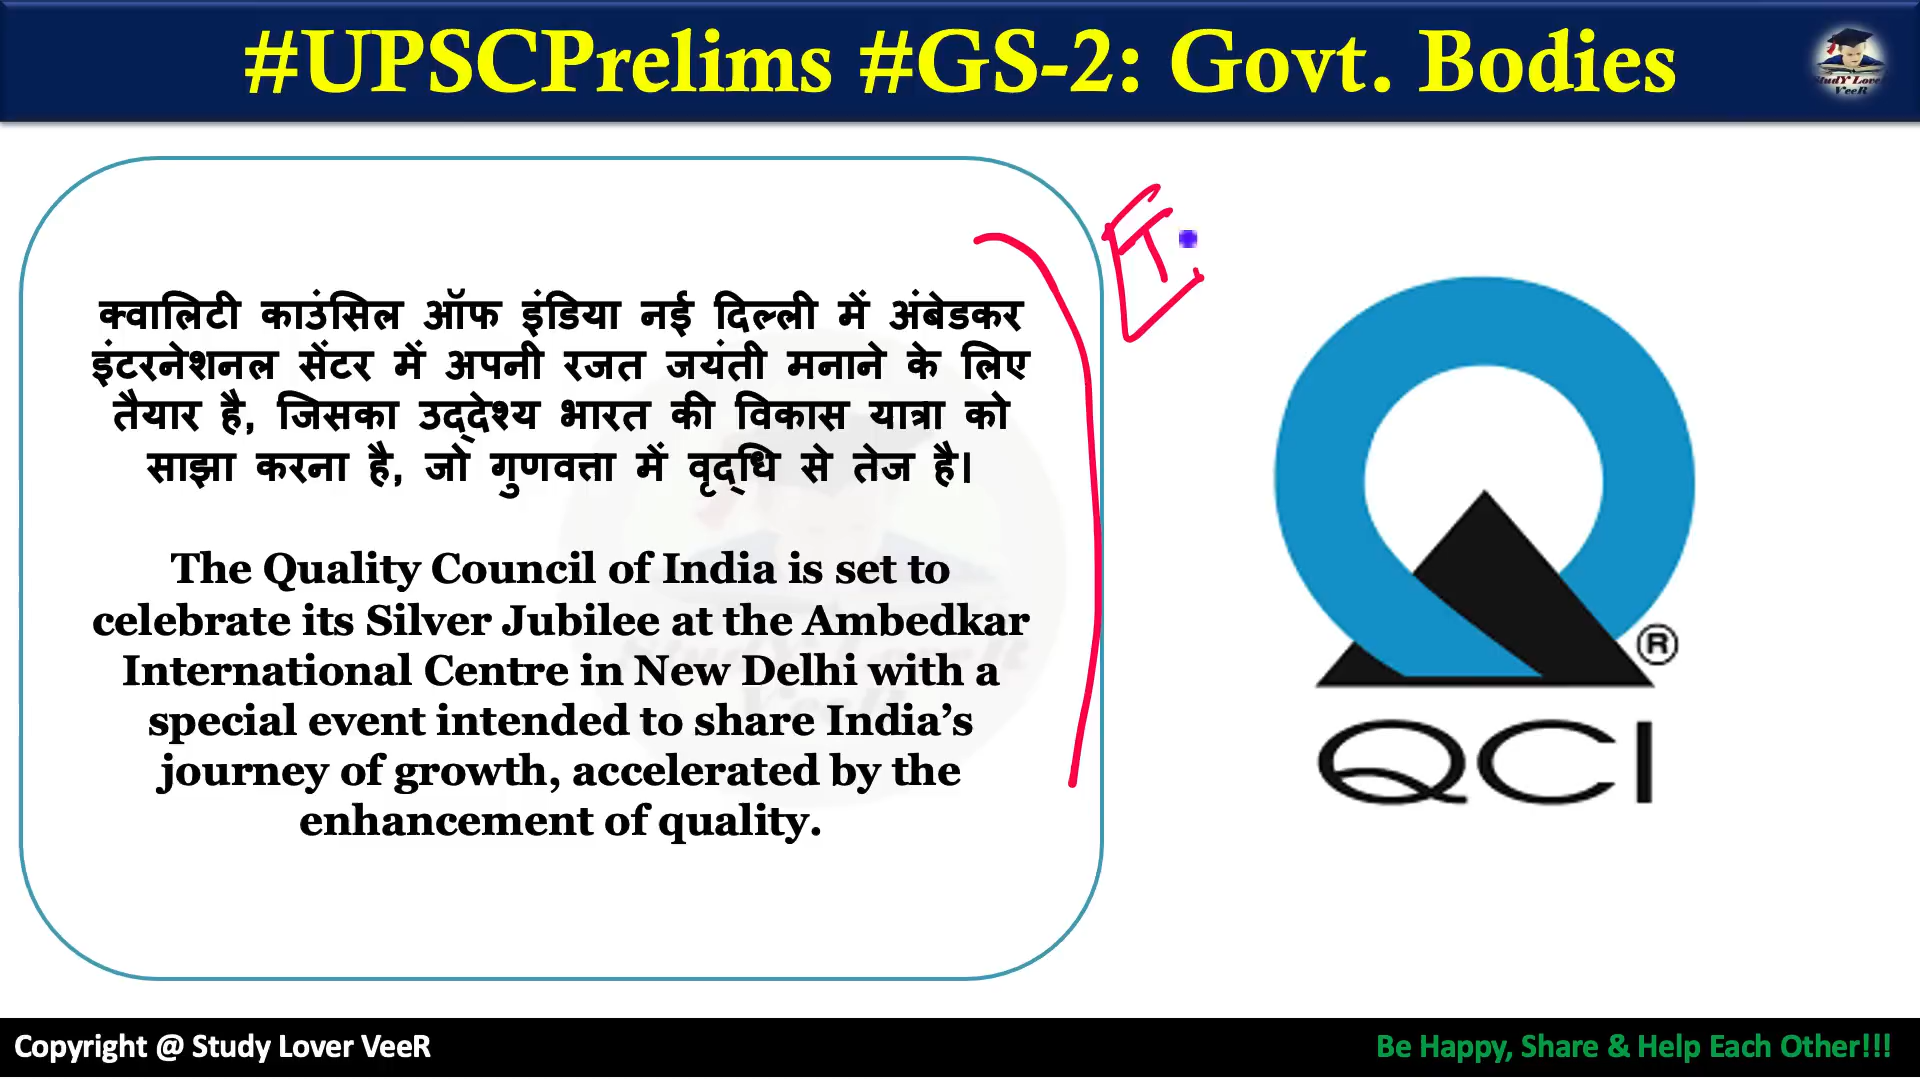 #UPSCPrelims #GS-2: Govt. Bodies
StudY Lover
VeeR
क्वालिटी काउंसिल ऑफ इंडिया नई दिल्ली में अंबेडकर
इंटरनेशनल सेंटर में अपनी रजत जयंती मनाने के लिए
तैयार है, जिसका उद्देश्य भारत की विकास यात्रा को
साझा करना है, जो गुणवत्ता में वृद्धि से तेज है।
The Quality Council of India is set to
celebrate its Silver Jubilee at the Ambedkar
International Centre in New Delhi with a
special event intended to share India’s
journey of growth, accelerated by the
enhancement of quality.
®
QCI
Copyright @ Study Lover VeeR
Be Happy, Share & Help Each Other!!!